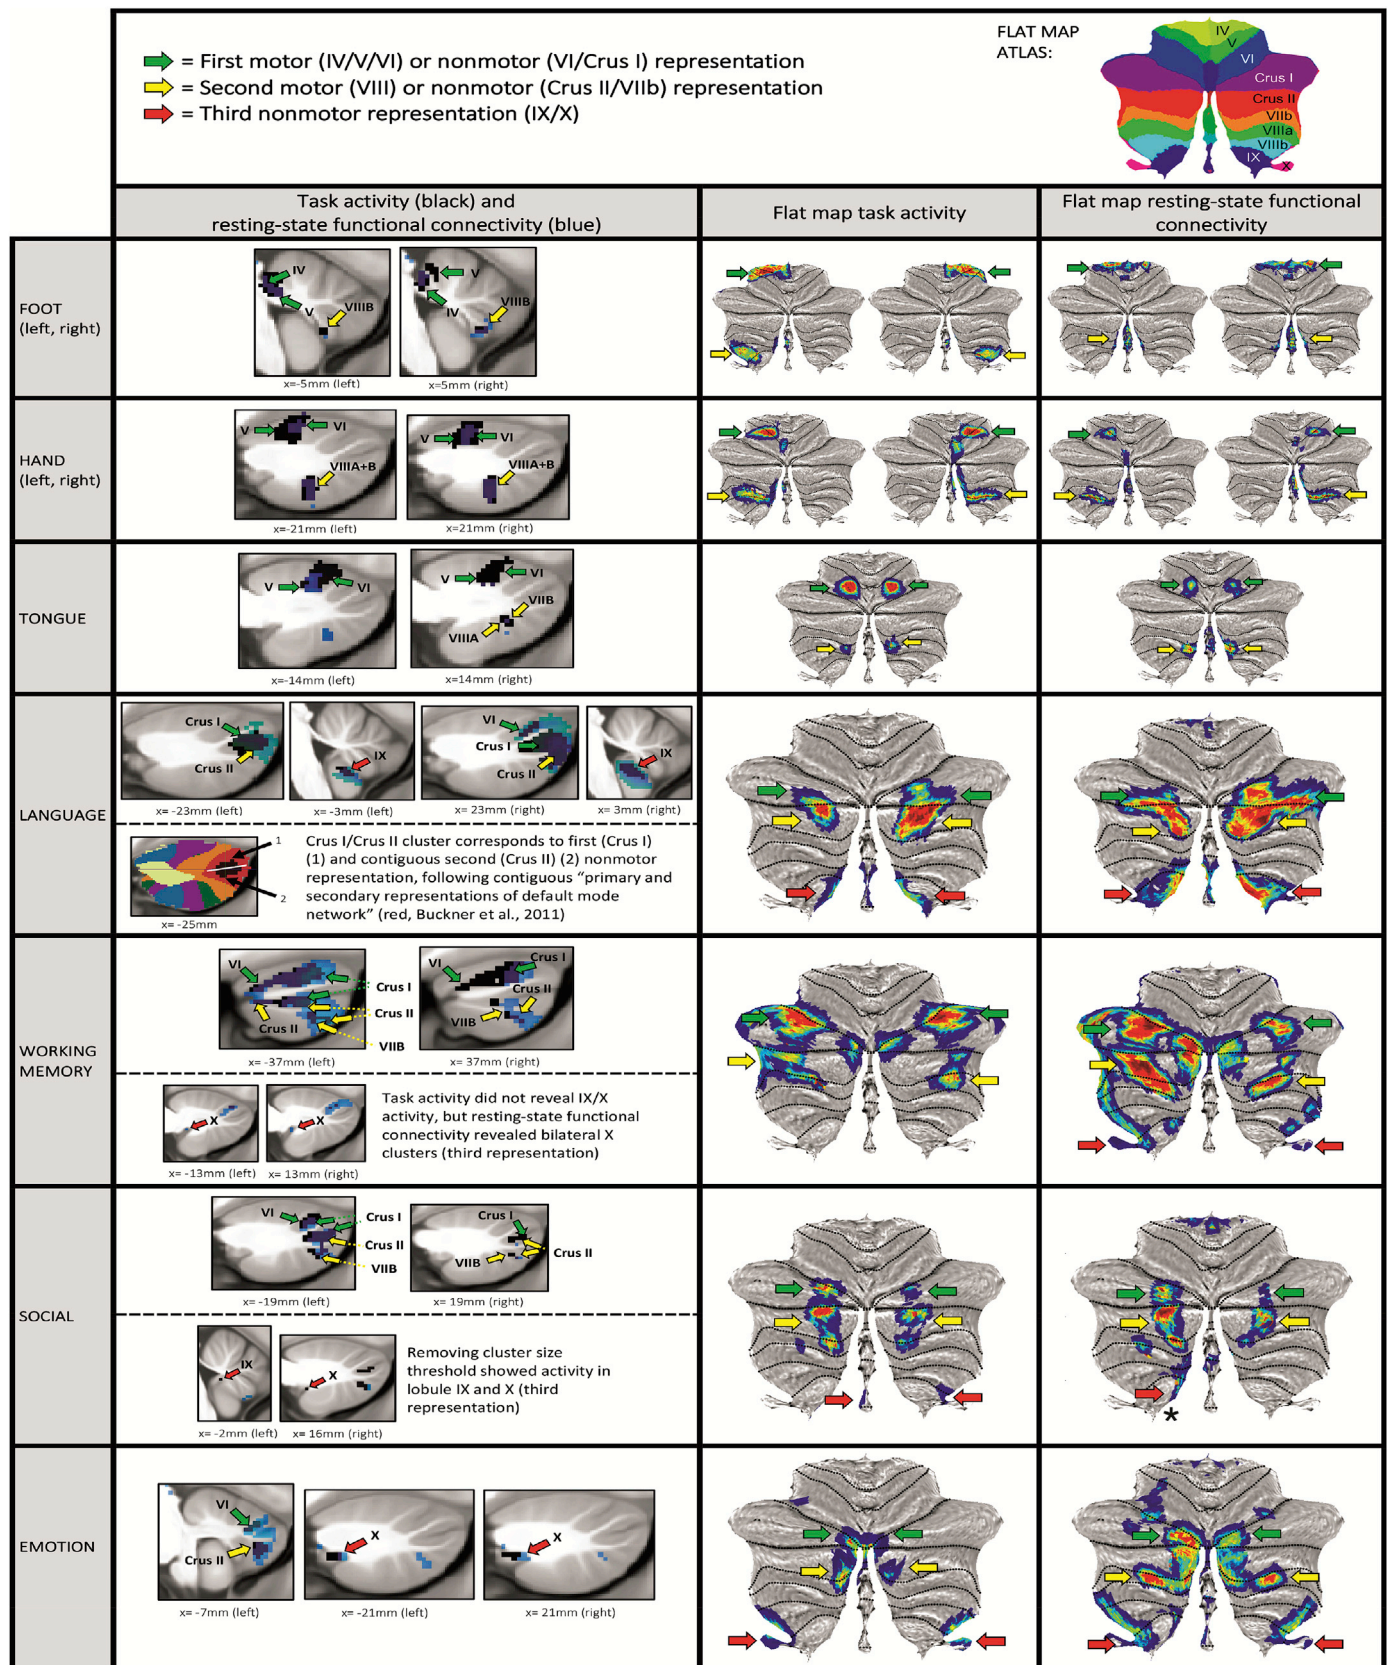 = First motor (IV/V/VI) or nonmotor (VI/Crus I) representation
= Second motor (VIII) or nonmotor (Crus II/VIIb) representation
= Third nonmotor representation (IX/X)
FLAT MAP
ATLAS:
IV
V
VI
Crus I
Crus II
VIIb
VIIIa
VIIIb
IX
X
Task activity (black) and
resting-state functional connectivity (blue)
Flat map task activity
Flat map resting-state functional
connectivity
FOOT
(left, right)
IV
V
VIIIB
x=-5mm (left)
V
IV
VIIIB
x=5mm (right)
HAND
(left, right)
V
VI
VIIIA+B
x=-21mm (left)
V
VI
VIIIA+B
x=21mm (right)
TONGUE
V
VI
x=-14mm (left)
V
VI
VIIB
VIIIA
x=14mm (right)
LANGUAGE
Crus I
Crus II
x= -23mm (left)
IX
x= -3mm (left)
VI
Crus I
Crus II
x= 23mm (right)
IX
x= 3mm (right)
1
2
x= -25mm
Crus I/Crus II cluster corresponds to first (Crus I)
(1) and contiguous second (Crus II) (2) nonmotor
representation, following contiguous “primary and
secondary representations of default mode
network” (red, Buckner et al., 2011)
WORKING
MEMORY
VI
Crus I
Crus II
Crus II
VIIB
x= -37mm (left)
VI
Crus I
Crus II
VIIB
x= 37mm (right)
X
x= -13mm (left)
X
x= 13mm (right)
Task activity did not reveal IX/X
activity, but resting-state functional
connectivity revealed bilateral X
clusters (third representation)
SOCIAL
VI
Crus I
Crus II
VIIB
x= -19mm (left)
Crus I
Crus II
VIIB
x= 19mm (right)
IX
x= -2mm (left)
X
x= 16mm (right)
Removing cluster size
threshold showed activity in
lobule IX and X (third
representation)
*
EMOTION
VI
Crus II
x= -7mm (left)
X
x= -21mm (left)
X
x= 21mm (right)